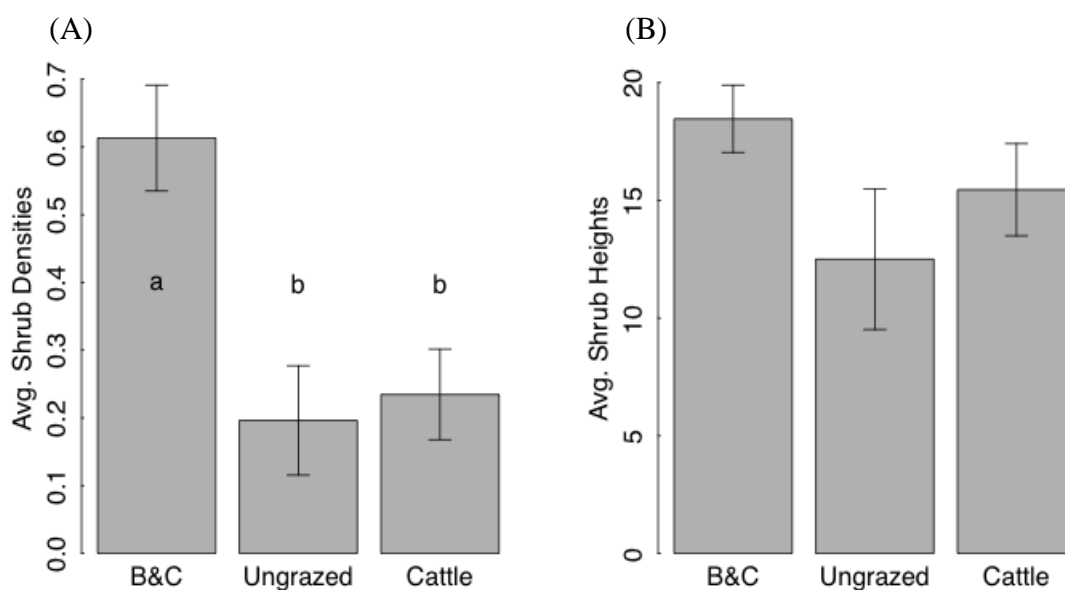 (A)
Avg. Shrub Densities
0.7
0.6
0.5
0.4
0.3
0.2
0.1
0.0
a
b
b
B&C
Ungrazed
Cattle
(B)
Avg. Shrub Heights
20
15
10
5
0
B&C
Ungrazed
Cattle